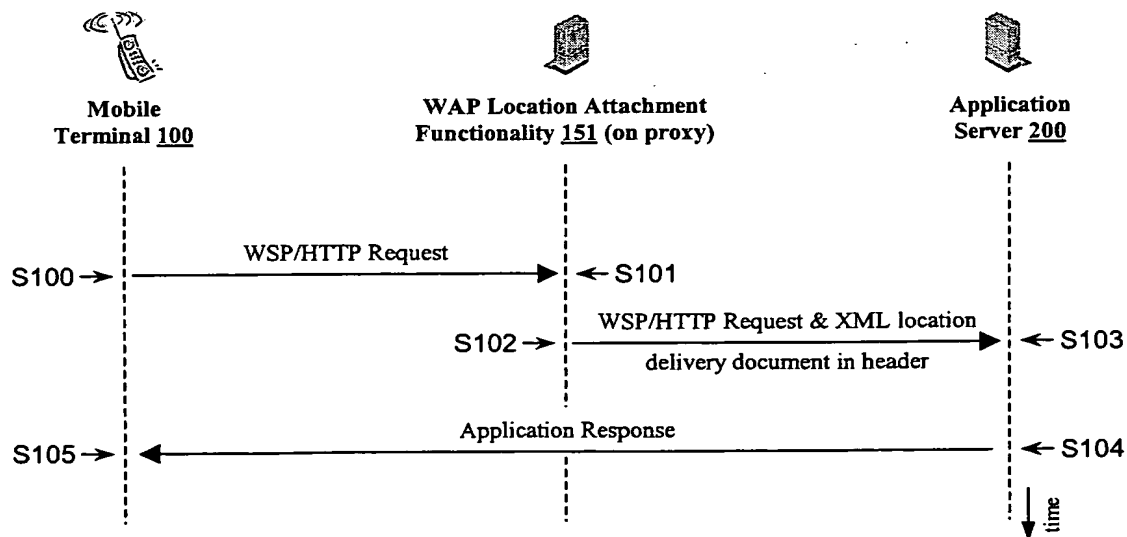 Mobile
Terminal 100
WAP Location Attachment
Functionality 151 (on proxy)
Application
Server 200
WSP/HTTP Request
S100
S101
WSP/HTTP Request & XML location
S102
S103
delivery document in header
Application Response
S105
S104
time